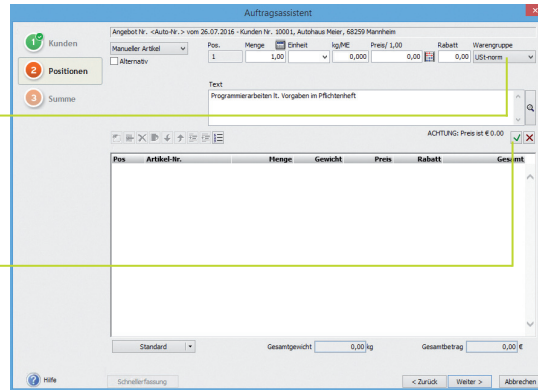 Auftragsassistent
Angebot Nr. <Auto-Nr.> vom 26.07.2016 - Kunden Nr. 10001, Autohaus Meier, 68259 Mannheim
1 Kunden
2 Positionen
3 Summe
Manueller Artikel
Alternativ
Pos. Menge Einheit kg/ME Preis/ 1,00 Rabatt Warengruppe
1 1,00 0,000 0,00 0,00 USt-norm
Text
Programmierarbeiten lt. Vorgaben im Pflichtenheft
ACHTUNG: Preis ist € 0.00
Pos Artikel-Nr. Menge Gewicht Preis Rabatt Gesamt
Standard Gesamtgewicht 0,00 kg Gesamtbetrag 0,00 €
Hilfe Schnellerfassung < Zurück Weiter > Abbrechen